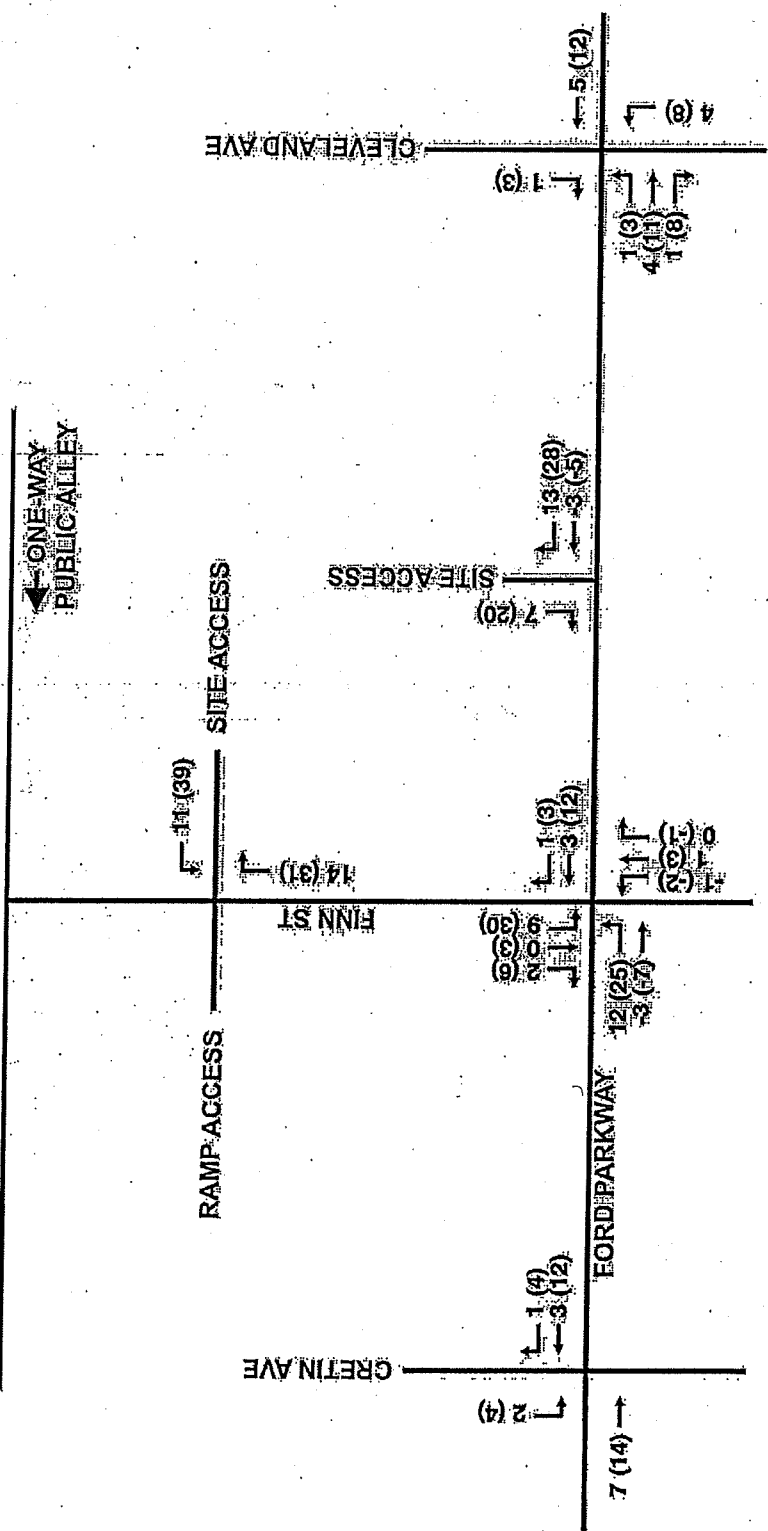 ONE-WAY
PUBLIC ALLEY
RAMP ACCESS
SITE ACCESS
11 (39)
14 (31)
FINN ST
GRETIN AVE
2 (4)
1 (4)
3 (12)
7 (14)
FORD PARKWAY
2 (6)
0 (3)
9 (30)
1 (3)
3 (12)
12 (25)
-3 (-7)
-1 (-2)
1 (3)
0 (-1)
SITE ACCESS
7 (20)
13 (28)
-3 (-5)
CLEVELAND AVE
1 (3)
5 (12)
1 (3)
4 (11)
1 (8)
4 (8)